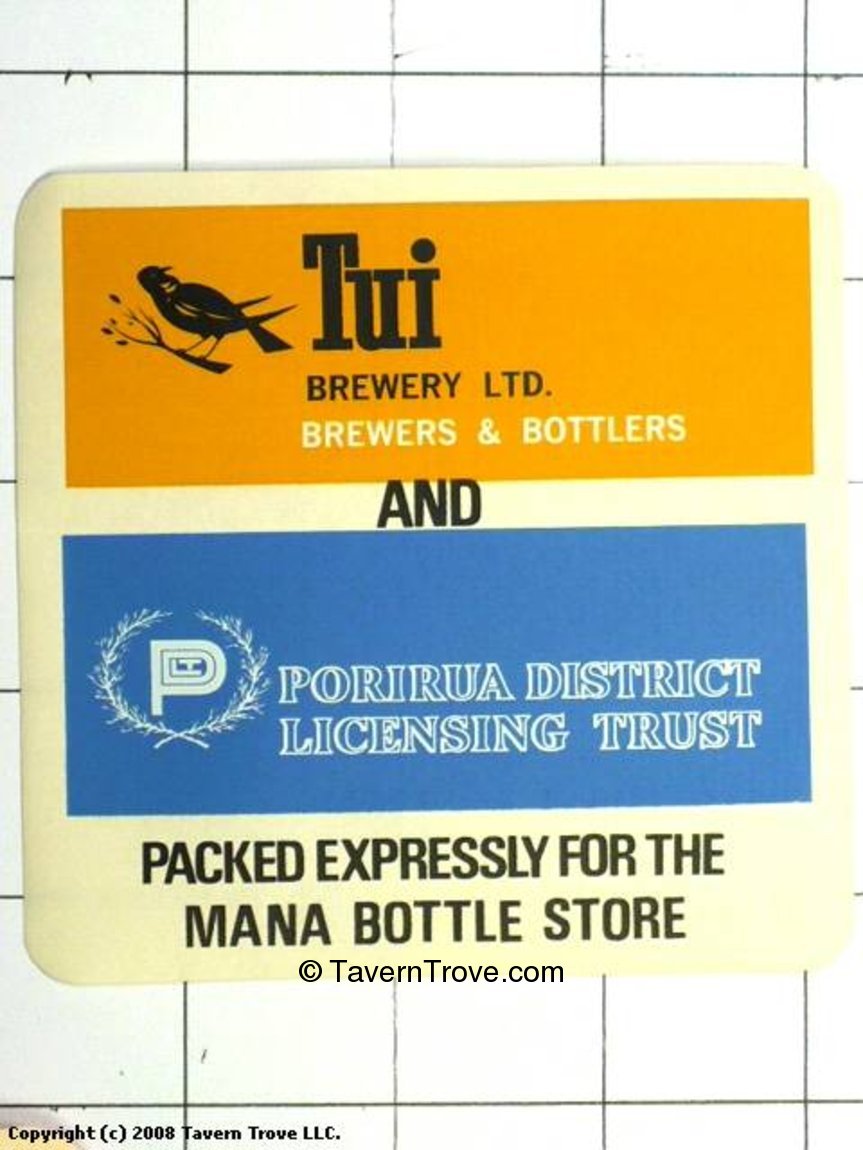 Tui
BREWERY LTD.
BREWERS & BOTTLERS
AND
PORIRUA DISTRICT
LICENSING TRUST
PACKED EXPRESSLY FOR THE
MANA BOTTLE STORE
© TavernTrove.com
Copyright (c) 2008 Tavern Trove LLC.